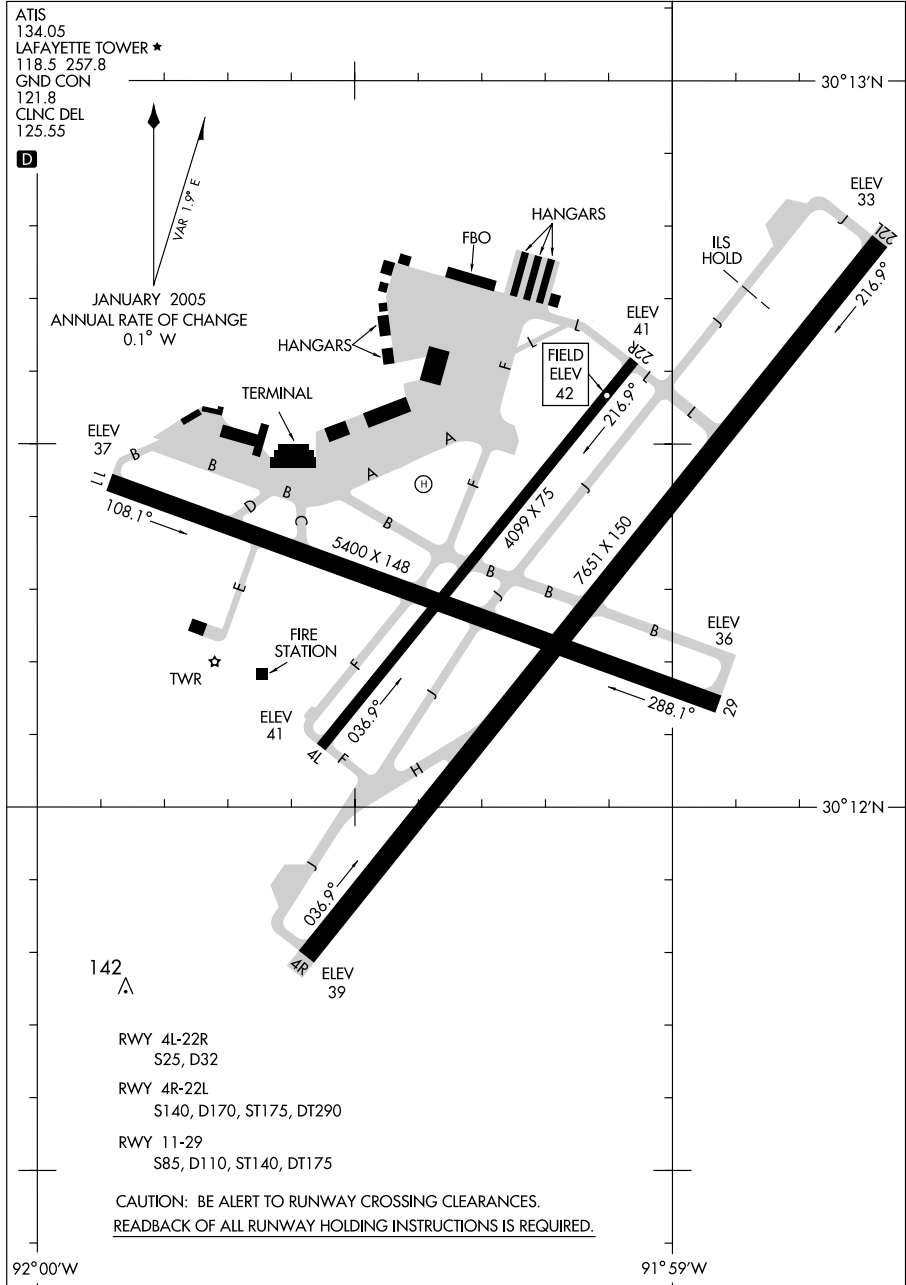 ATIS
134.05
LAFAYETTE TOWER ★
118.5 257.8
GND CON
121.8
CLNC DEL
125.55
D
30°13'N
VAR 1.9° E
JANUARY 2005
ANNUAL RATE OF CHANGE
0.1° W
ELEV
33
22L
216.9°
J
ILS
HOLD
J
HANGARS
FBO
HANGARS
L
L
F
ELEV
41
22R
FIELD
ELEV
42
216.9°
L
L
J
TERMINAL
ELEV
37
11
108.1°
B
B
B
A
A
H
F
D
C
B
E
5400 X 148
4099 X 75
7651 X 150
B
B
B
J
ELEV
36
29
288.1°
TWR
FIRE
STATION
F
ELEV
41
4L
036.9°
F
J
H
30°12'N
J
036.9°
4R
ELEV
39
142
RWY 4L-22R
S25, D32
RWY 4R-22L
S140, D170, ST175, DT290
RWY 11-29
S85, D110, ST140, DT175
CAUTION: BE ALERT TO RUNWAY CROSSING CLEARANCES.
READBACK OF ALL RUNWAY HOLDING INSTRUCTIONS IS REQUIRED.
92°00'W
91°59'W